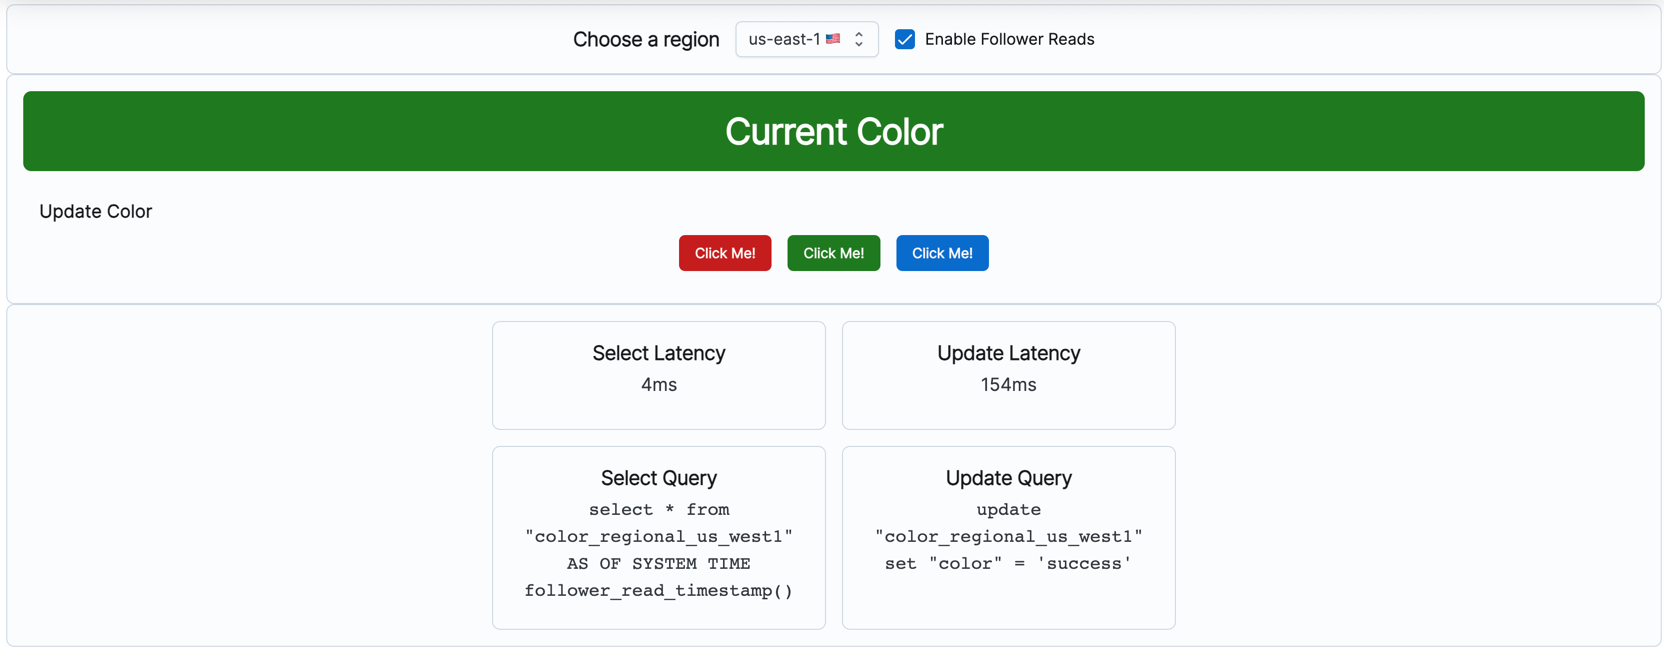 Choose a region us-east-1 🇺🇸 Enable Follower Reads
Current Color
Update Color
Click Me! Click Me! Click Me!
Select Latency
4ms
Update Latency
154ms
Select Query
select * from
"color_regional_us_west1"
AS OF SYSTEM TIME
follower_read_timestamp()
Update Query
update
"color_regional_us_west1"
set "color" = 'success'